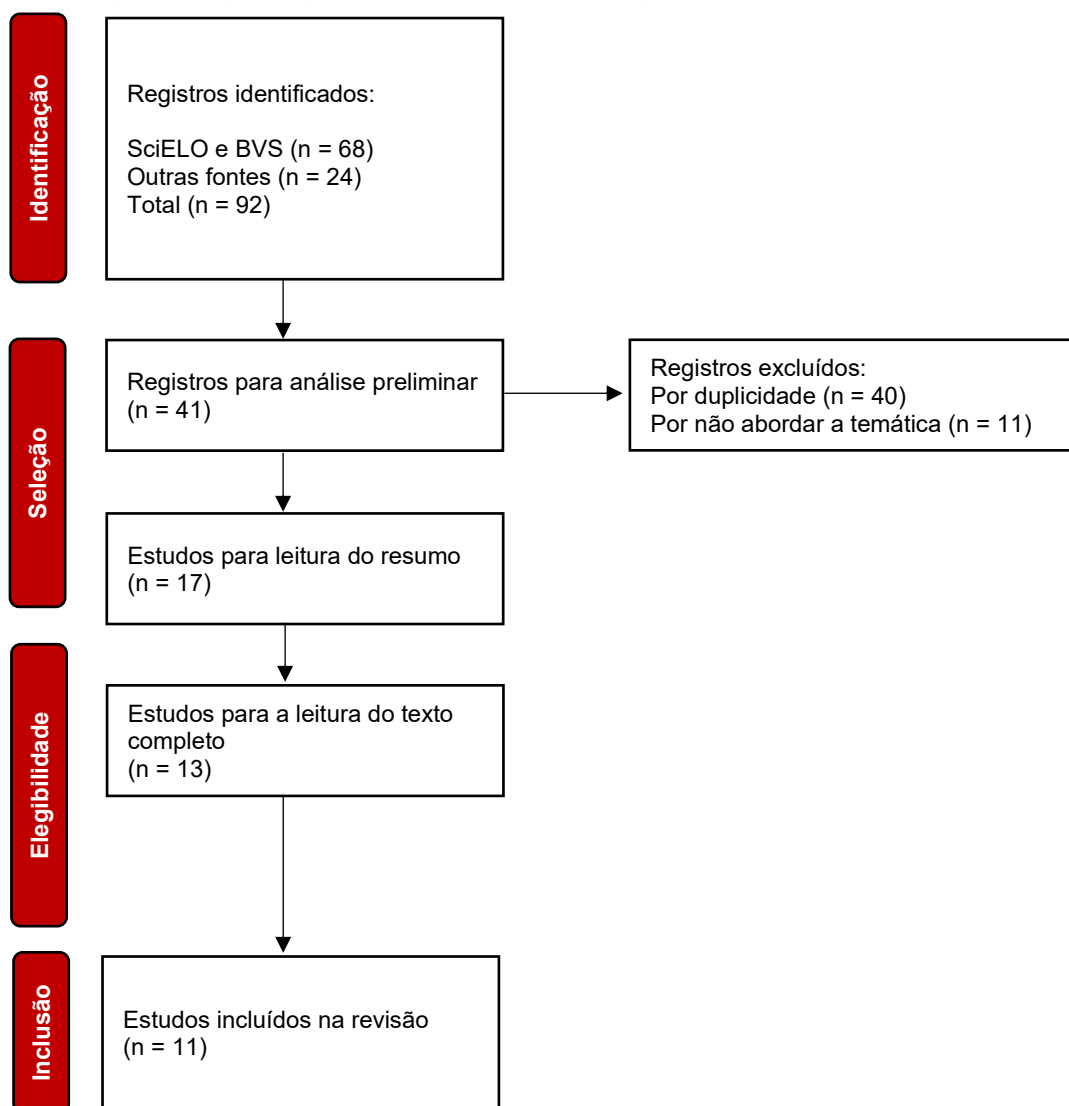 Identificação
Registros identificados:
SciELO e BVS (n = 68)
Outras fontes (n = 24)
Total (n = 92)
Seleção
Registros para análise preliminar
(n = 41)
Registros excluídos:
Por duplicidade (n = 40)
Por não abordar a temática (n = 11)
Estudos para leitura do resumo
(n = 17)
Elegibilidade
Estudos para a leitura do texto
completo
(n = 13)
Inclusão
Estudos incluídos na revisão
(n = 11)